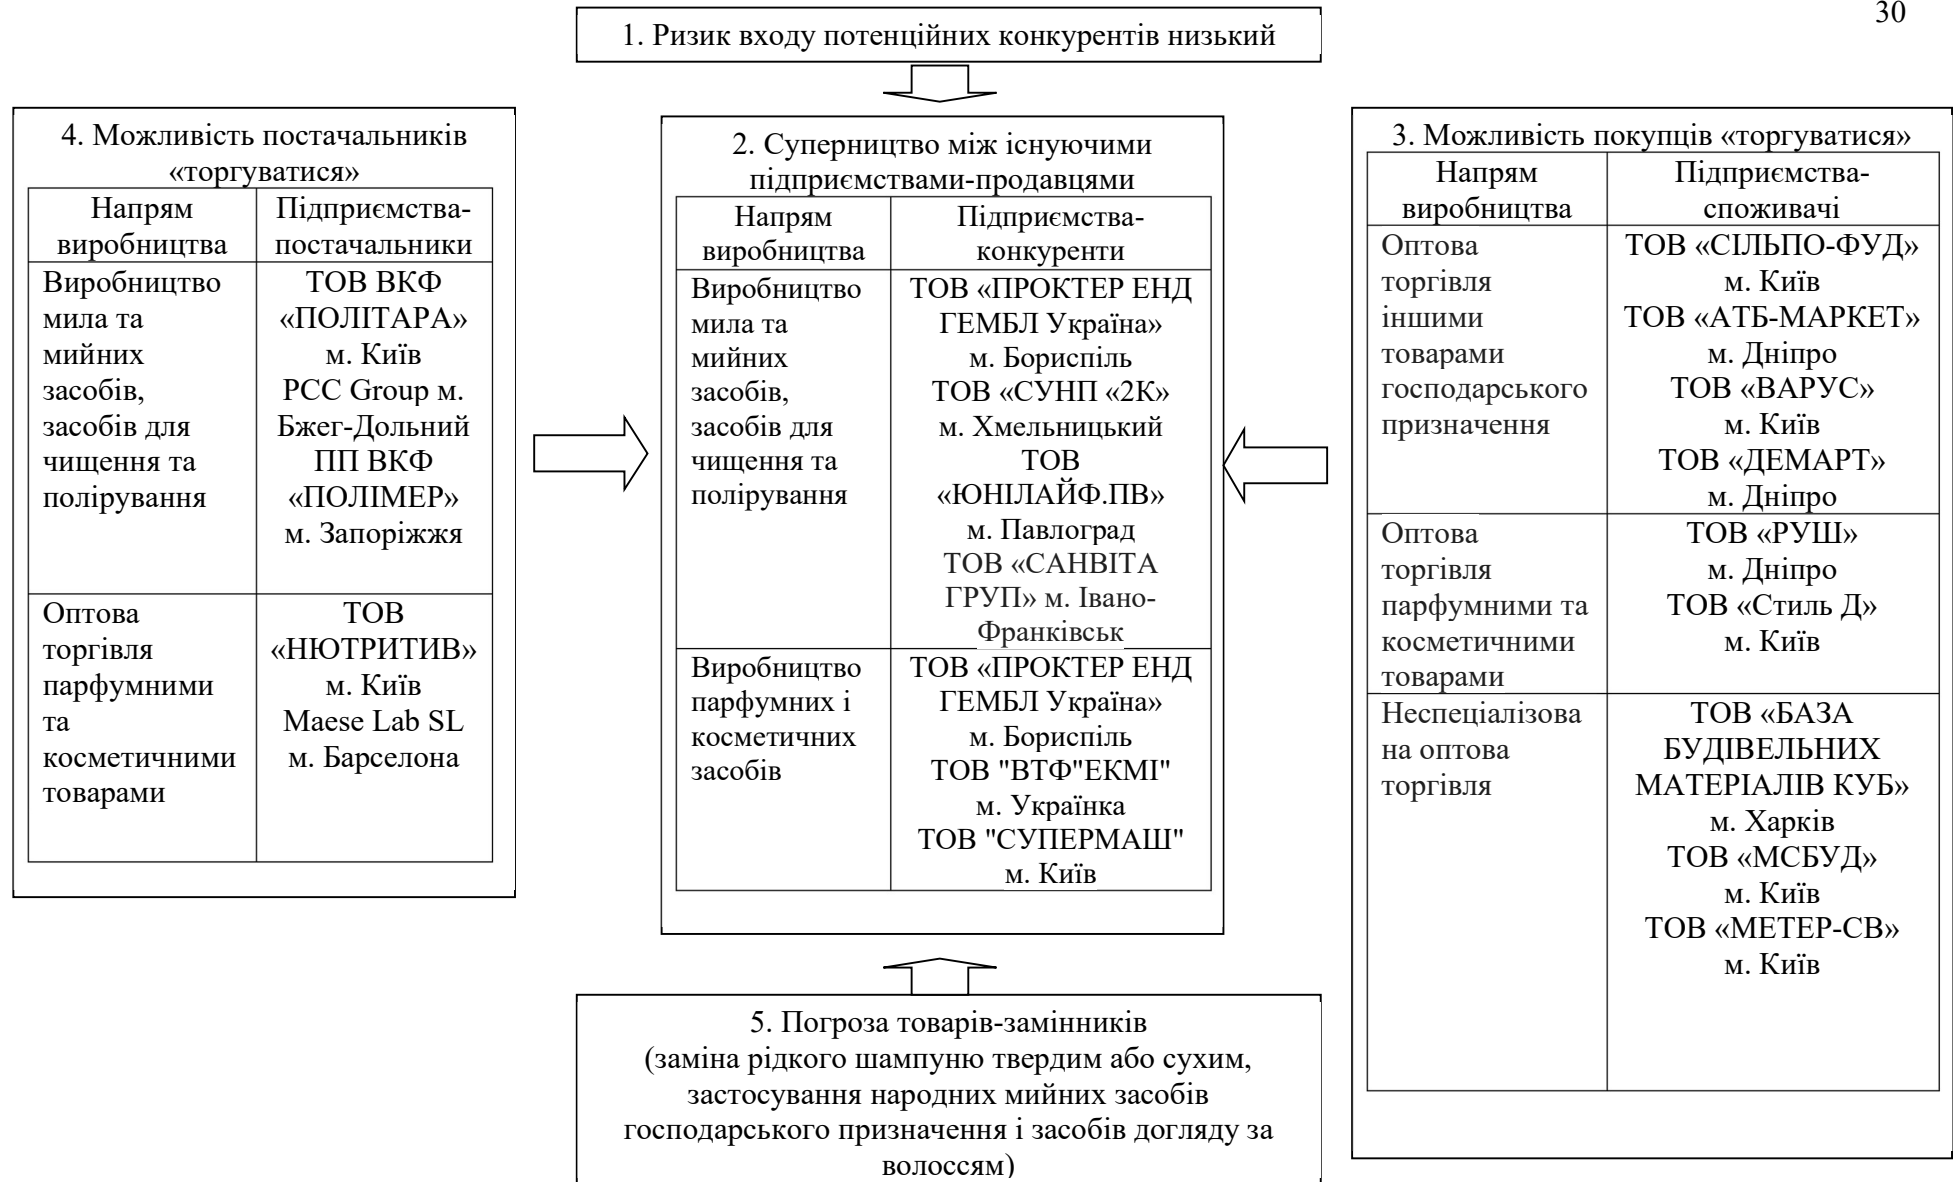 30
1. Ризик входу потенційних конкурентів низький
4. Можливість постачальників
«торгуватися»
Напрям
виробництва
Підприємства-
постачальники
Виробництво
мила та
мийних
засобів,
засобів для
чищення та
полірування
ТОВ ВКФ
«ПОЛІТАРА»
м. Київ
PCC Group м.
Бжег-Дольний
ПП ВКФ
«ПОЛІМЕР»
м. Запоріжжя
Оптова
торгівля
парфумними
та
косметичними
товарами
ТОВ
«НЮТРИТИВ»
м. Київ
Maese Lab SL
м. Барселона
2. Суперництво між існуючими
підприємствами-продавцями
Напрям
виробництва
Підприємства-
конкуренти
Виробництво
мила та
мийних
засобів,
засобів для
чищення та
полірування
ТОВ «ПРОКТЕР ЕНД
ГЕМБЛ Україна»
м. Бориспіль
ТОВ «СУНП «2К»
м. Хмельницький
ТОВ
«ЮНІЛАЙФ.ПВ»
м. Павлоград
ТОВ «САНВІТА
ГРУП» м. Івано-
Франківськ
Виробництво
парфумних і
косметичних
засобів
ТОВ «ПРОКТЕР ЕНД
ГЕМБЛ Україна»
м. Бориспіль
ТОВ "ВТФ"ЕКМІ"
м. Українка
ТОВ "СУПЕРМАШ"
м. Київ
3. Можливість покупців «торгуватися»
Напрям
виробництва
Підприємства-
споживачі
Оптова
торгівля
іншими
товарами
господарського
призначення
ТОВ «СІЛЬПО-ФУД»
м. Київ
ТОВ «АТБ-МАРКЕТ»
м. Дніпро
ТОВ «ВАРУС»
м. Київ
ТОВ «ДЕМАРТ»
м. Дніпро
Оптова
торгівля
парфумними та
косметичними
товарами
ТОВ «РУШ»
м. Дніпро
ТОВ «Стиль Д»
м. Київ
Неспеціалізова
на оптова
торгівля
ТОВ «БАЗА
БУДІВЕЛЬНИХ
МАТЕРІАЛІВ КУБ»
м. Харків
ТОВ «МСБУД»
м. Київ
ТОВ «МЕТЕР-СВ»
м. Київ
5. Погроза товарів-замінників
(заміна рідкого шампуню твердим або сухим,
застосування народних мийних засобів
господарського призначення і засобів догляду за
волоссям)